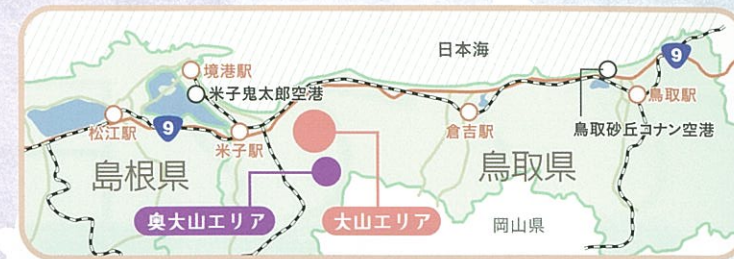 日本海
9
境港駅
米子鬼太郎空港
鳥取駅
松江駅
9
米子駅
倉吉駅
鳥取砂丘コナン空港
島根県
鳥取県
奥大山エリア
大山エリア
岡山県